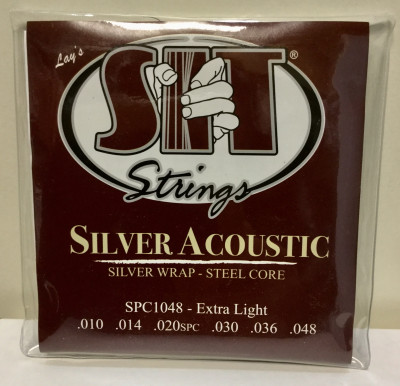 Lay's
SIT®
Strings
SILVER ACOUSTIC
SILVER WRAP - STEEL CORE
SPC1048 - Extra Light
.010 .014 .020SPC .030 .036 .048